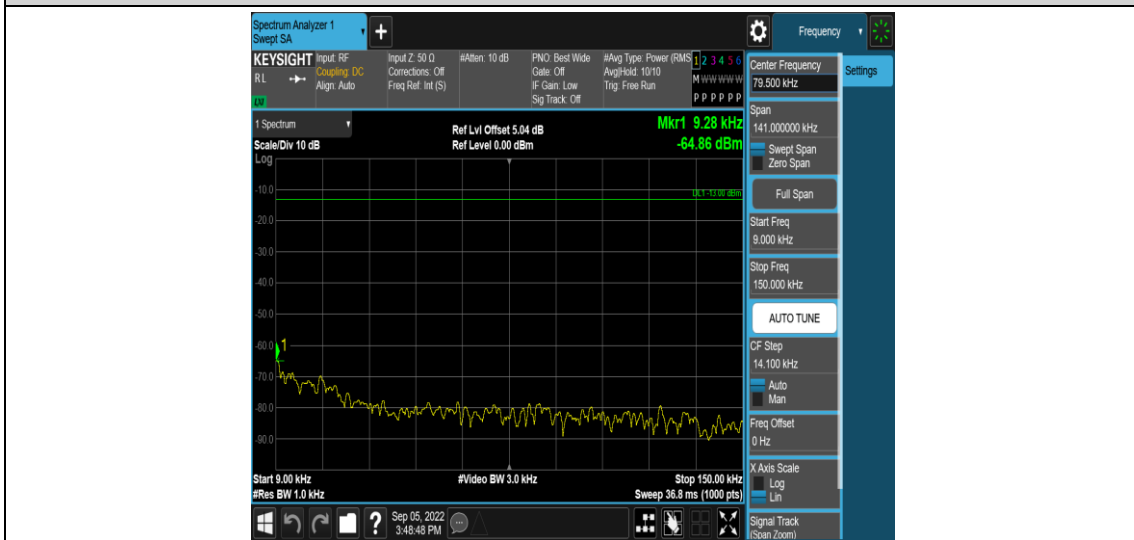 Spectrum Analyzer 1
Swept SA
Frequency
KEYSIGHT
RL
LXI
Input: RF
Coupling: DC
Align: Auto
Input Z: 50 Ω
Corrections: Off
Freq Ref: Int (S)
#Atten: 10 dB
PNO: Best Wide
Gate: Off
IF Gain: Low
Sig Track: Off
#Avg Type: Power (RMS
Avg|Hold: 10/10
Trig: Free Run
1 2 3 4 5 6
M W W W W W
P P P P P P
1 Spectrum
Scale/Div 10 dB
Ref Lvl Offset 5.04 dB
Ref Level 0.00 dBm
Mkr1 9.28 kHz
-64.86 dBm
Log
DL1 -13.00 dBm
-10.0
-20.0
-30.0
-40.0
-50.0
-60.0
1
-70.0
-80.0
-90.0
Start 9.00 kHz
#Res BW 1.0 kHz
#Video BW 3.0 kHz
Stop 150.00 kHz
Sweep 36.8 ms (1000 pts)
Sep 05, 2022
3:48:48 PM
Center Frequency
79.500 kHz
Settings
Span
141.000000 kHz
Swept Span
Zero Span
Full Span
Start Freq
9.000 kHz
Stop Freq
150.000 kHz
AUTO TUNE
CF Step
14.100 kHz
Auto
Man
Freq Offset
0 Hz
X Axis Scale
Log
Lin
Signal Track
(Span Zoom)